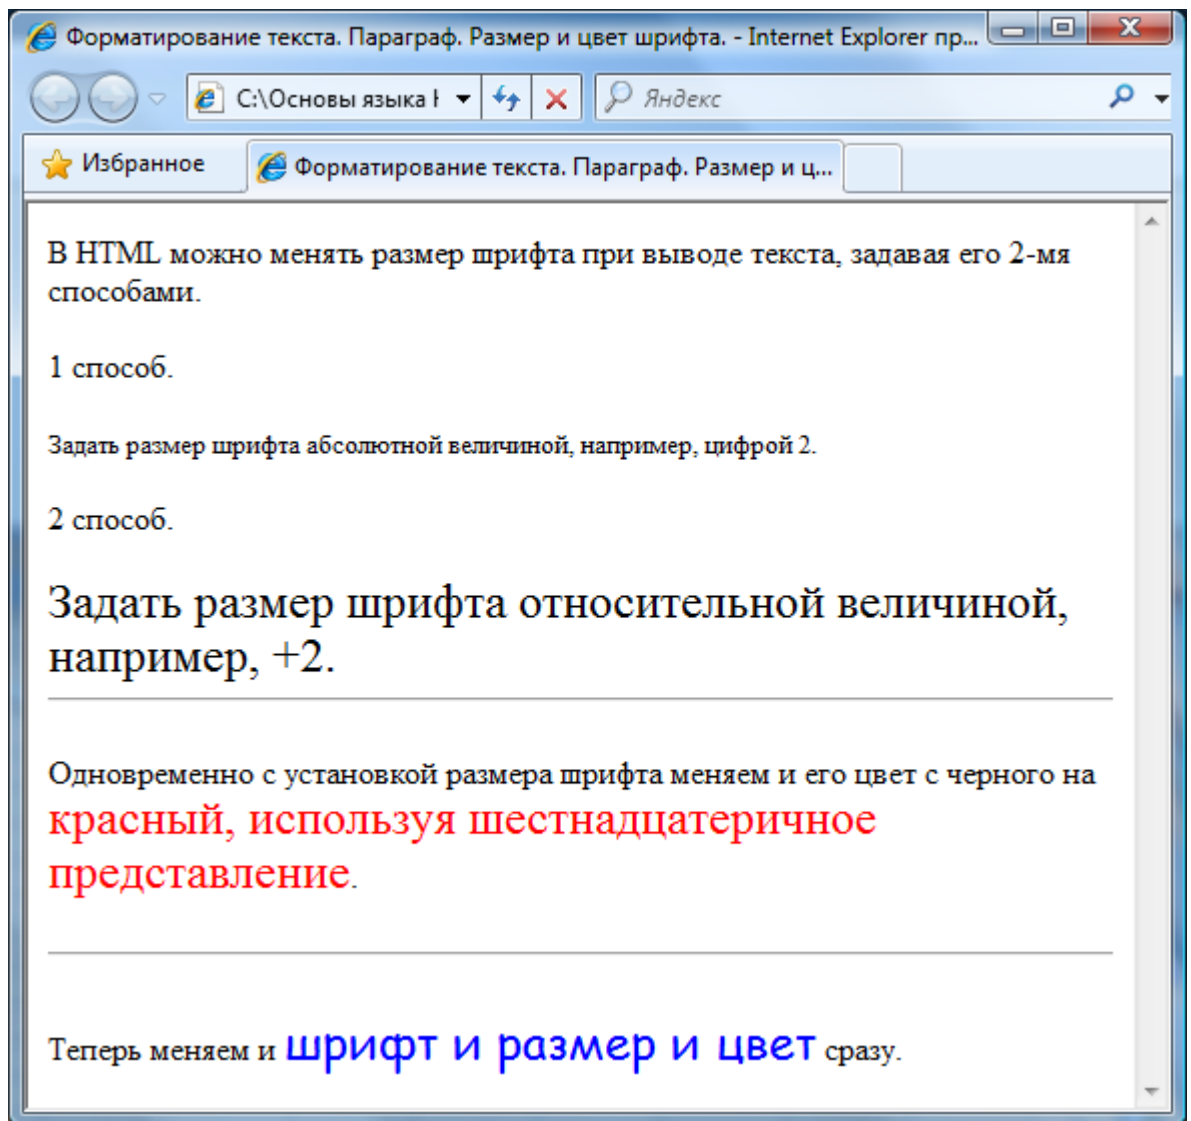 Форматирование текста. Параграф. Размер и цвет шрифта. - Internet Explorer пр...
C:\Основы языка
Яндекс
Избранное
Форматирование текста. Параграф. Размер и ц...
В HTML можно менять размер шрифта при выводе текста, задавая его 2-мя
способами.
1 способ.
Задать размер шрифта абсолютной величиной, например, цифрой 2.
2 способ.
Задать размер шрифта относительной величиной,
например, +2.
Одновременно с установкой размера шрифта меняем и его цвет с черного на
красный, используя шестнадцатеричное
представление.
Теперь меняем и шрифт и размер и цвет сразу.